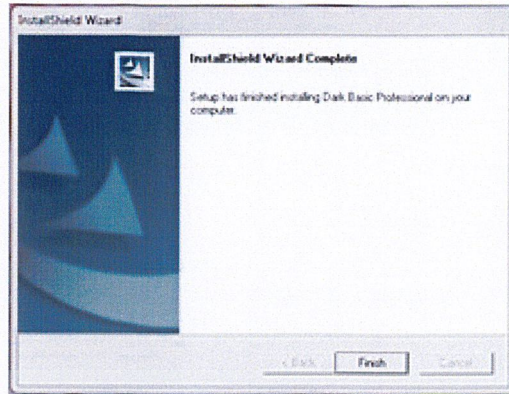 InstallShield Wizard
InstallShield Wizard Complete
Setup has finished installing Dark Basic Professional on your
computer.
< Back Finish Cancel